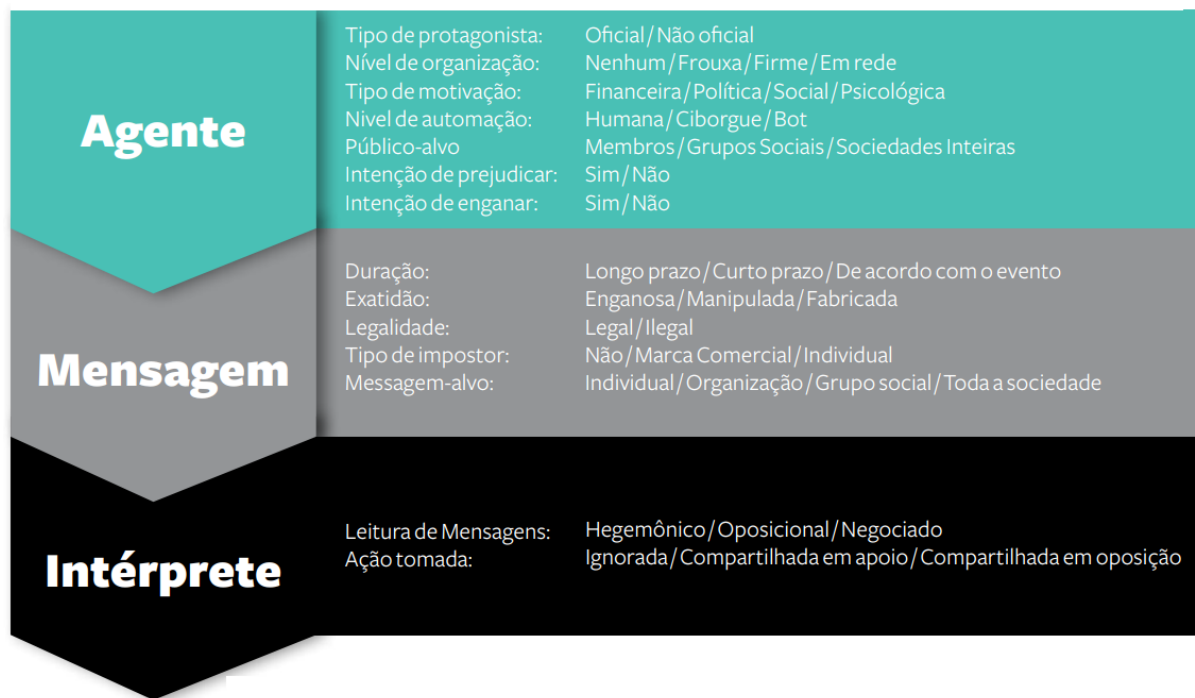 Agente
Tipo de protagonista: Oficial/Não oficial
Nível de organização: Nenhum/Frouxa/Firme/Em rede
Tipo de motivação: Financeira/Política/Social/Psicológica
Nivel de automação: Humana/Ciborgue/Bot
Público-alvo Membros/Grupos Sociais/Sociedades Inteiras
Intenção de prejudicar: Sim/Não
Intenção de enganar: Sim/Não
Mensagem
Duração: Longo prazo/Curto prazo/De acordo com o evento
Exatidão: Enganosa/Manipulada/Fabricada
Legalidade: Legal/Ilegal
Tipo de impostor: Não/Marca Comercial/Individual
Messagem-alvo: Individual/Organização/Grupo social/Toda a sociedade
Intérprete
Leitura de Mensagens: Hegemônico/Oposicional/Negociado
Ação tomada: Ignorada/Compartilhada em apoio/Compartilhada em oposição